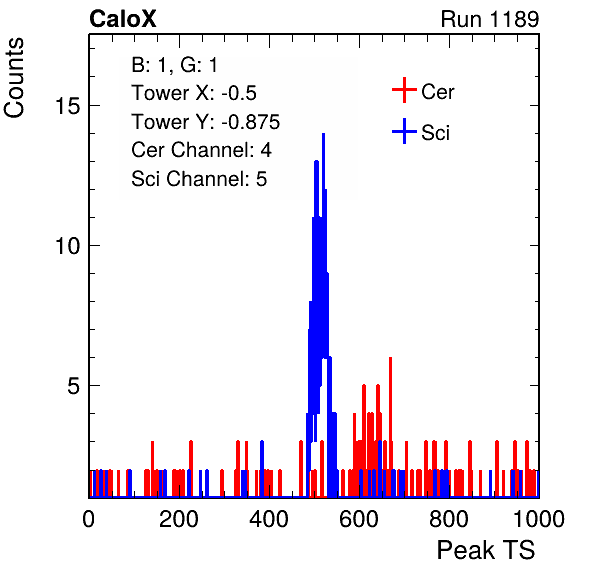 CaloX Run 1189
Counts
B: 1, G: 1
Tower X: -0.5
Tower Y: -0.875
Cer Channel: 4
Sci Channel: 5
Cer
Sci
15
10
5
0 200 400 600 800 1000
Peak TS